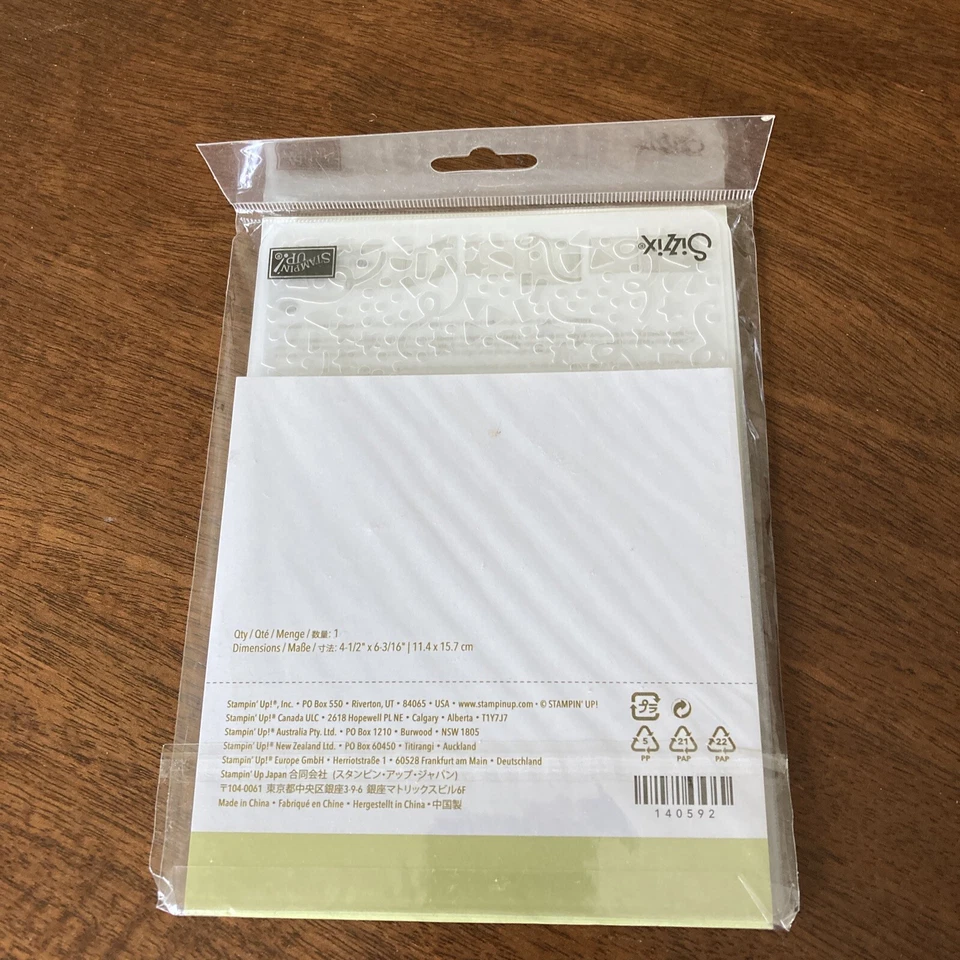 Sizzix®
STAMPIN' UP!®
Qty / Qté / Menge / 数量: 1
Dimensions / Maße / 寸法: 4-1/2" x 6-3/16" | 11.4 x 15.7 cm
Stampin' Up!®, Inc. • PO Box 550 • Riverton, UT • 84065 • USA • www.stampinup.com • © STAMPIN' UP!
Stampin' Up!® Canada ULC • 2618 Hopewell PL NE • Calgary • Alberta • T1Y7J7
Stampin' Up!® Australia Pty. Ltd. • PO Box 1210 • Burwood • NSW 1805
Stampin' Up!® New Zealand Ltd. • PO Box 60450 • Titirangi • Auckland
Stampin' Up!® Europe GmbH • Herriotstraße 1 • 60528 Frankfurt am Main • Deutschland
Stampin' Up Japan 合同会社 (スタンピン・アップ・ジャパン)
〒104-0061 東京都中央区銀座3-9-6 銀座マトリックスビル6F
Made in China • Fabriqué en Chine • Hergestellt in China • 中国製
プラ
5 21 22
PP PAP PAP
140592